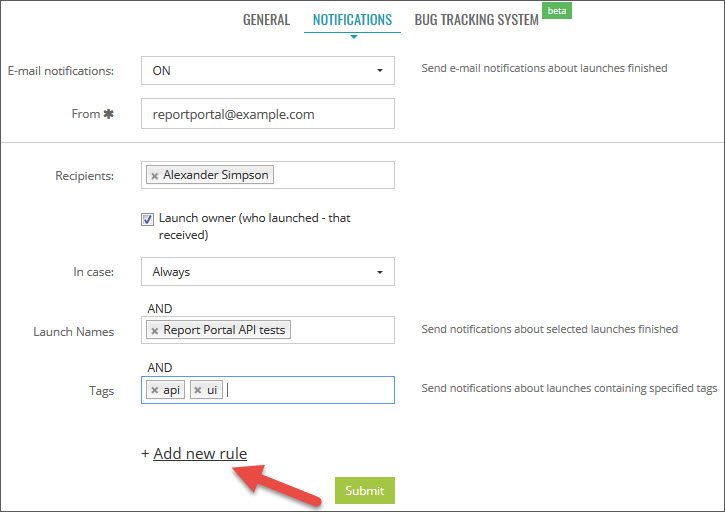 GENERAL NOTIFICATIONS BUG TRACKING SYSTEM beta
E-mail notifications: ON Send e-mail notifications about launches finished
From ✱ reportportal@example.com
Recipients: × Alexander Simpson
Launch owner (who launched - that
received)
In case: Always
AND
Launch Names × Report Portal API tests Send notifications about selected launches finished
AND
Tags × api × ui Send notifications about launches containing specified tags
+ Add new rule
Submit